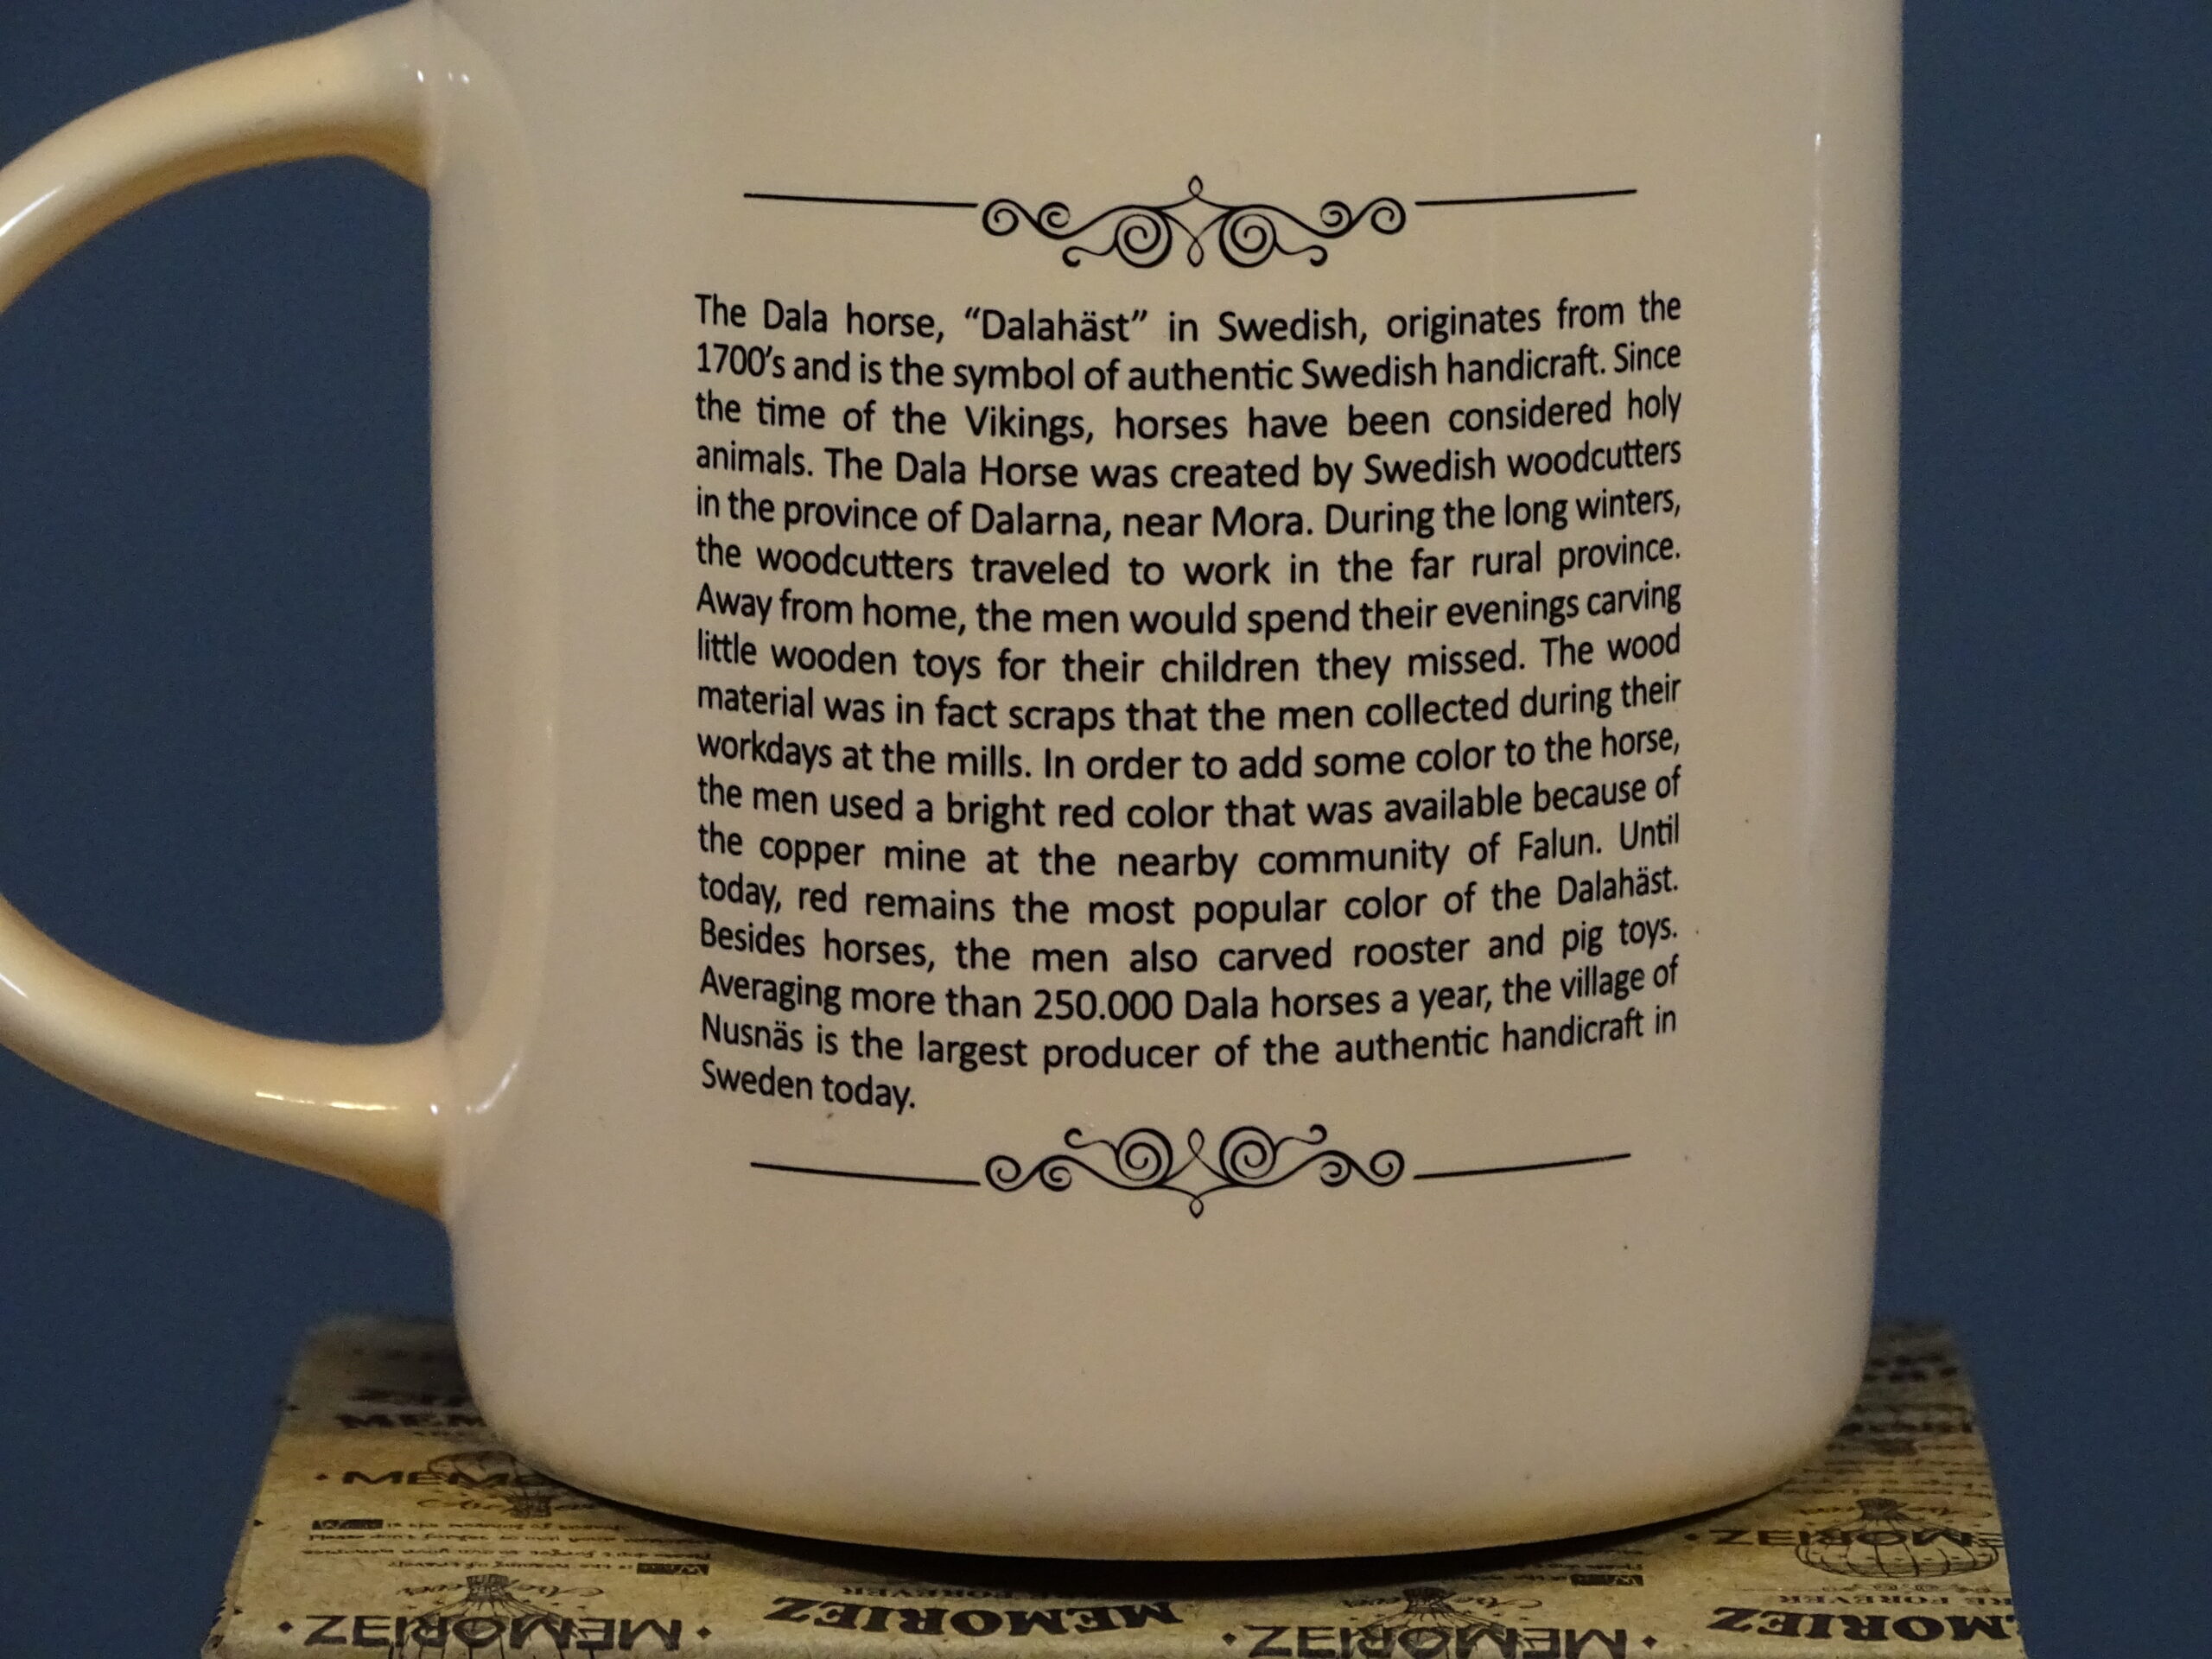 The Dala horse, “Dalahäst” in Swedish, originates from the
1700’s and is the symbol of authentic Swedish handicraft. Since
the time of the Vikings, horses have been considered holy
animals. The Dala Horse was created by Swedish woodcutters
in the province of Dalarna, near Mora. During the long winters,
the woodcutters traveled to work in the far rural province.
Away from home, the men would spend their evenings carving
little wooden toys for their children they missed. The wood
material was in fact scraps that the men collected during their
workdays at the mills. In order to add some color to the horse,
the men used a bright red color that was available because of
the copper mine at the nearby community of Falun. Until
today, red remains the most popular color of the Dalahäst.
Besides horses, the men also carved rooster and pig toys.
Averaging more than 250.000 Dala horses a year, the village of
Nusnäs is the largest producer of the authentic handicraft in
Sweden today.
MEMORIEZ
MEMORIEZ
MEMORIEZ
MEMORIEZ